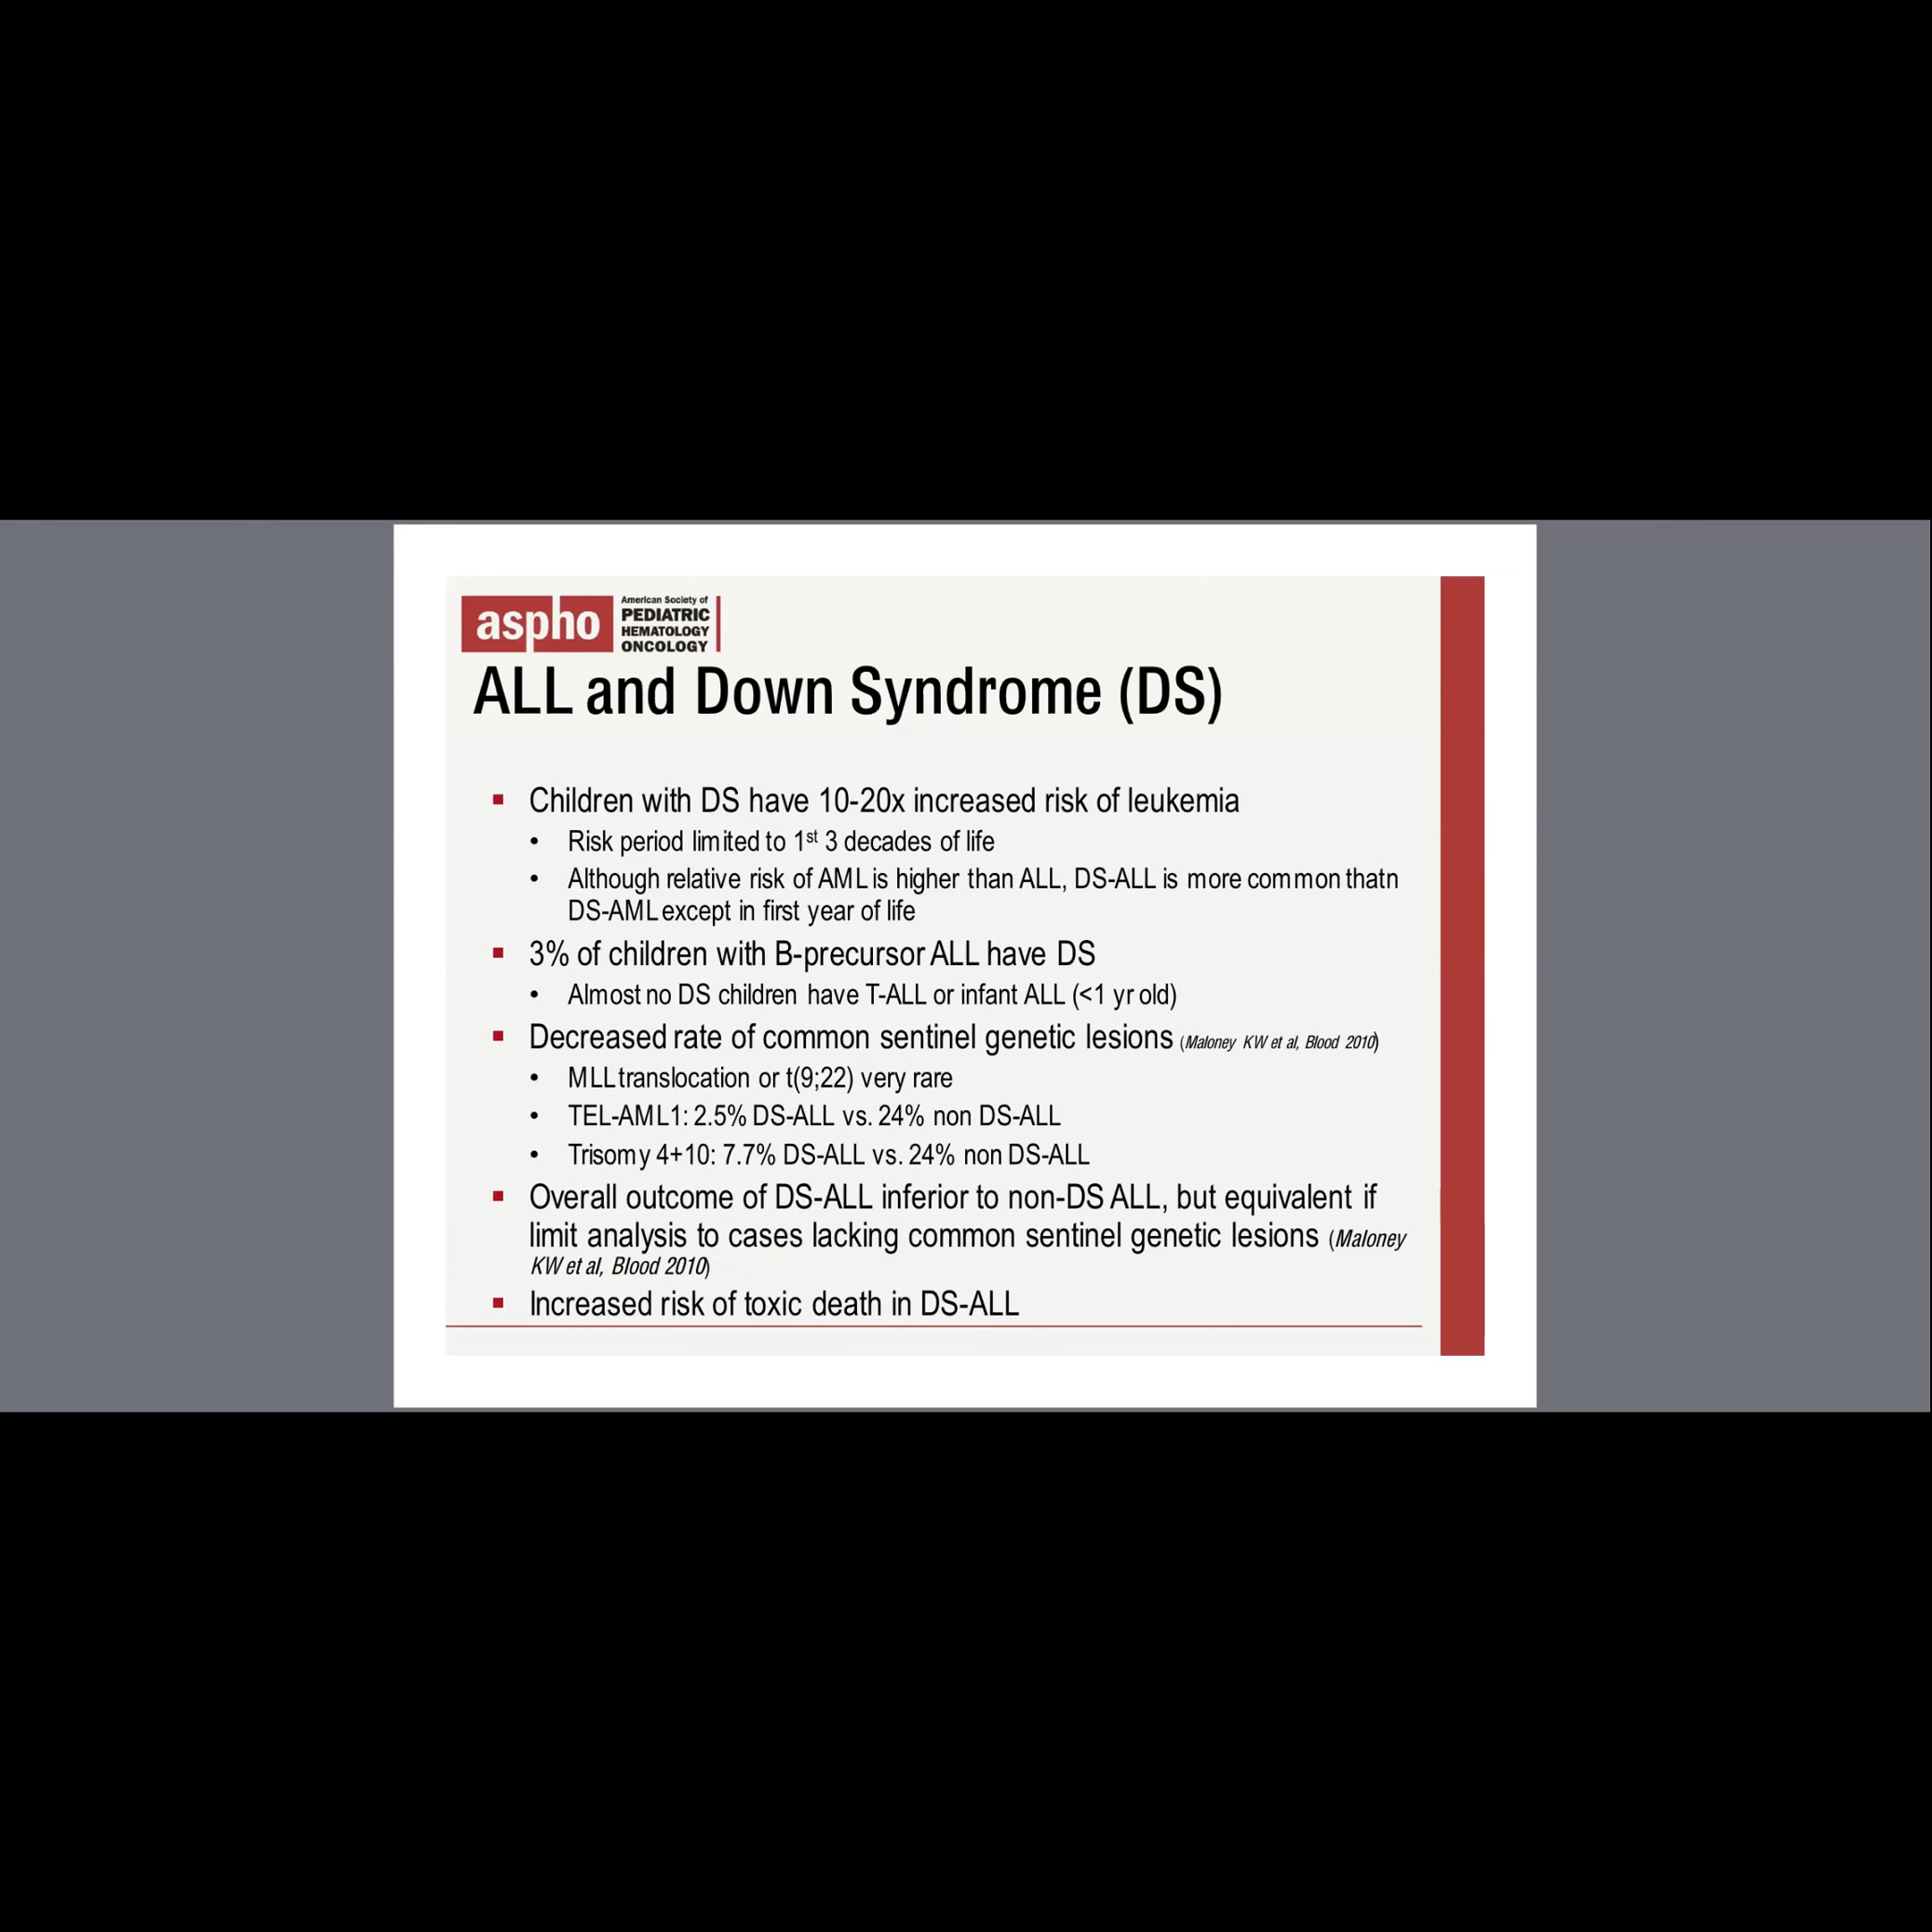 aspho
American Society of
PEDIATRIC
HEMATOLOGY
ONCOLOGY
ALL and Down Syndrome (DS)
▪ Children with DS have 10-20x increased risk of leukemia
• Risk period limited to 1st 3 decades of life
• Although relative risk of AML is higher than ALL, DS-ALL is more common thatn
DS-AML except in first year of life
▪ 3% of children with B-precursor ALL have DS
• Almost no DS children have T-ALL or infant ALL (<1 yr old)
▪ Decreased rate of common sentinel genetic lesions (Maloney KW et al, Blood 2010)
• MLL translocation or t(9;22) very rare
• TEL-AML1: 2.5% DS-ALL vs. 24% non DS-ALL
• Trisomy 4+10: 7.7% DS-ALL vs. 24% non DS-ALL
▪ Overall outcome of DS-ALL inferior to non-DS ALL, but equivalent if
limit analysis to cases lacking common sentinel genetic lesions (Maloney
KW et al, Blood 2010)
▪ Increased risk of toxic death in DS-ALL